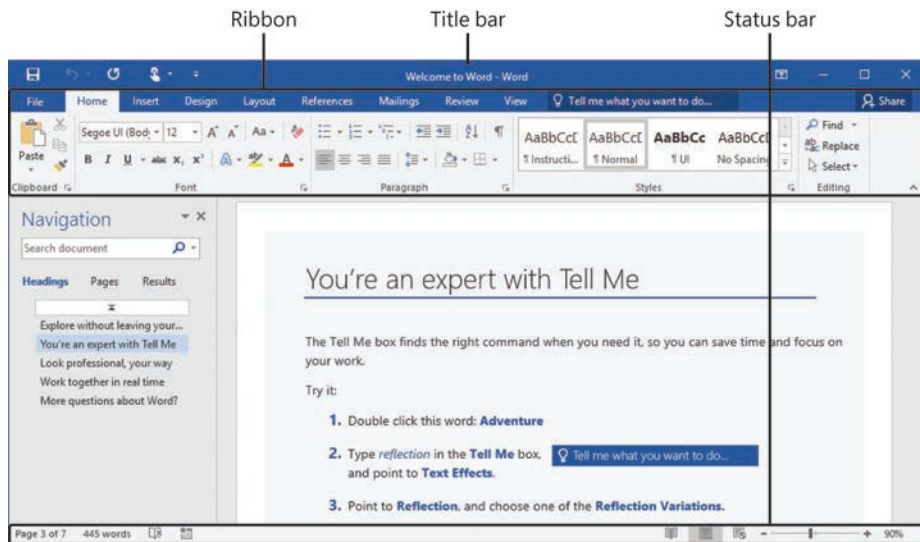 Ribbon Title bar Status bar
Welcome to Word - Word
File Home Insert Design Layout References Mailings Review View Tell me what you want to do... Share
Segoe UI (Body 12 A A Aa
AaBbCcI AaBbCcI AaBbCc AaBbCcI
Find
Replace
Select
Paste
B I U abc X₂ X² A A
¶ Instructi... ¶ Normal ¶ UI No Spacing
Clipboard Font Paragraph Styles Editing
Navigation
Search document
Headings Pages Results
Explore without leaving your...
You're an expert with Tell Me
Look professional, your way
Work together in real time
More questions about Word?
You're an expert with Tell Me
The Tell Me box finds the right command when you need it, so you can save time and focus on
your work.
Try it:
1. Double click this word: Adventure
2. Type reflection in the Tell Me box, Tell me what you want to do...
and point to Text Effects.
3. Point to Reflection, and choose one of the Reflection Variations.
Page 3 of 7 445 words 90%